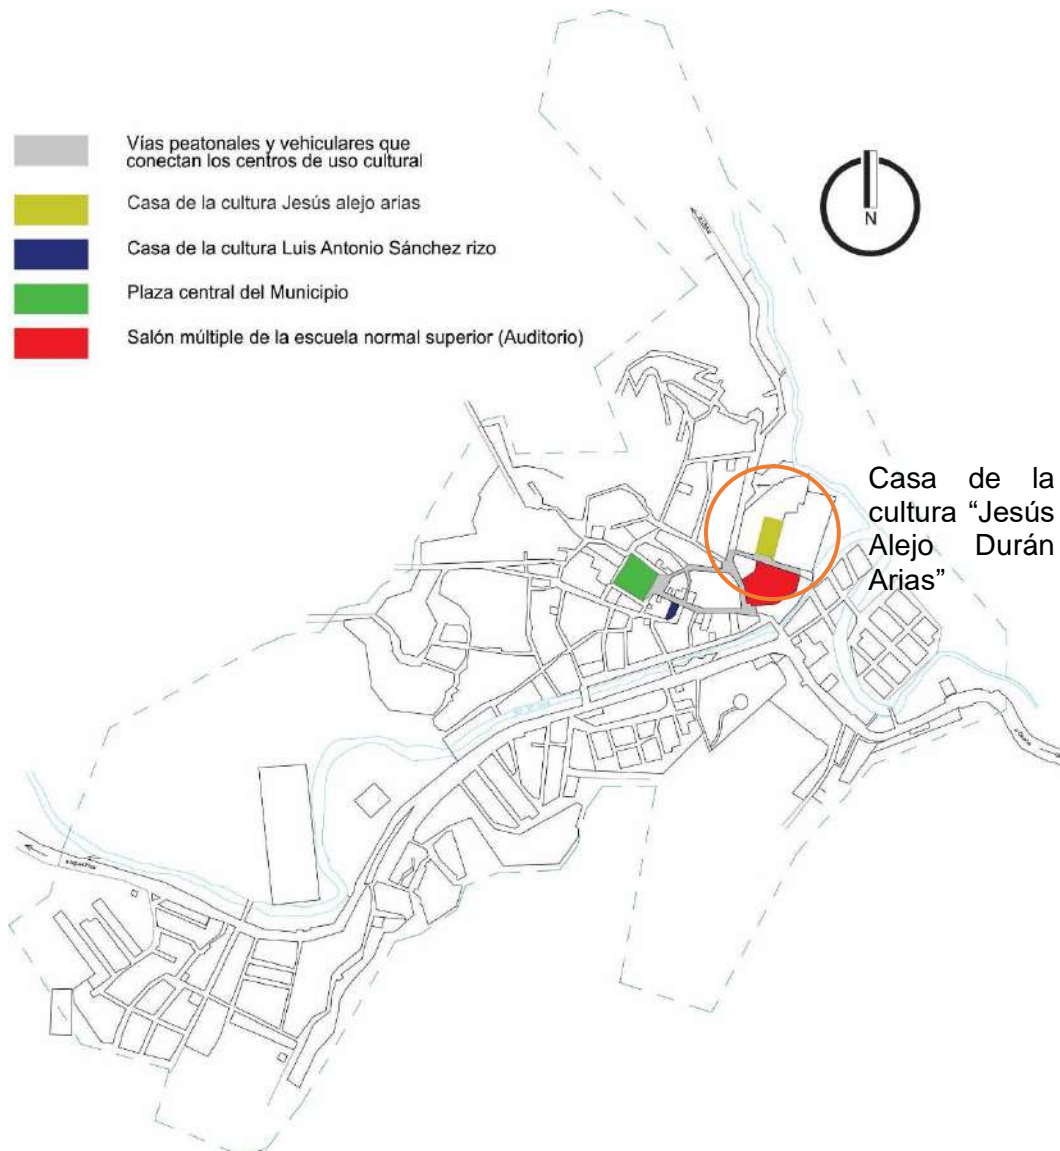 Vías peatonales y vehiculares que
conectan los centros de uso cultural
Casa de la cultura Jesús alejo arias
Casa de la cultura Luis Antonio Sánchez rizo
Plaza central del Municipio
Salón múltiple de la escuela normal superior (Auditorio)
N
Casa de la
cultura “Jesús
Alejo Durán
Arias”